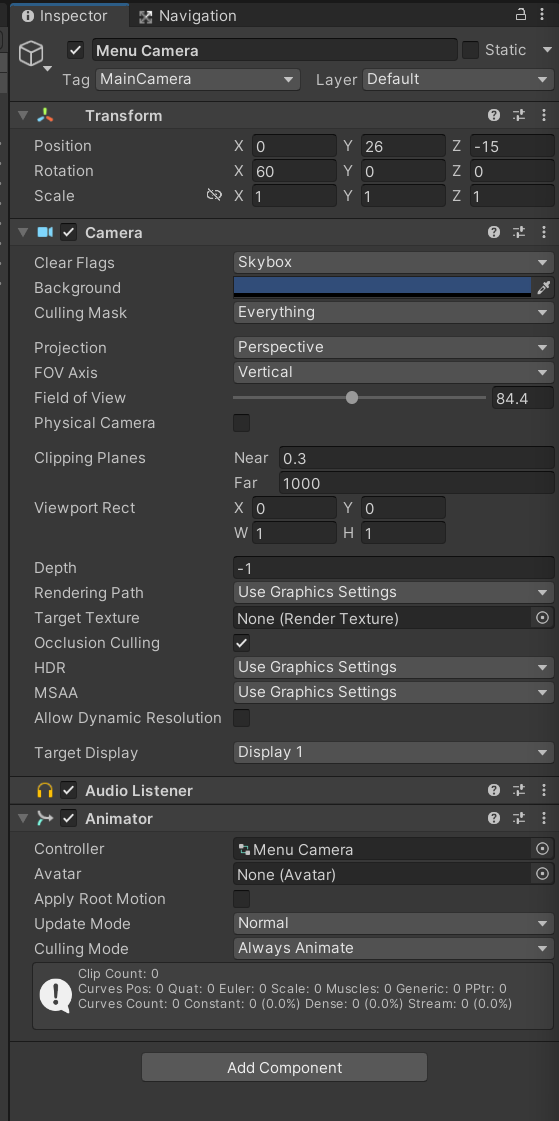 Inspector Navigation
Menu Camera Static
Tag MainCamera Layer Default
Transform
Position X 0 Y 26 Z -15
Rotation X 60 Y 0 Z 0
Scale X 1 Y 1 Z 1
Camera
Clear Flags Skybox
Background
Culling Mask Everything
Projection Perspective
FOV Axis Vertical
Field of View 84.4
Physical Camera
Clipping Planes Near 0.3
Far 1000
Viewport Rect X 0 Y 0
W 1 H 1
Depth -1
Rendering Path Use Graphics Settings
Target Texture None (Render Texture)
Occlusion Culling
HDR Use Graphics Settings
MSAA Use Graphics Settings
Allow Dynamic Resolution
Target Display Display 1
Audio Listener
Animator
Controller Menu Camera
Avatar None (Avatar)
Apply Root Motion
Update Mode Normal
Culling Mode Always Animate
Clip Count: 0
Curves Pos: 0 Quat: 0 Euler: 0 Scale: 0 Muscles: 0 Generic: 0 PPtr: 0
Curves Count: 0 Constant: 0 (0.0%) Dense: 0 (0.0%) Stream: 0 (0.0%)
Add Component